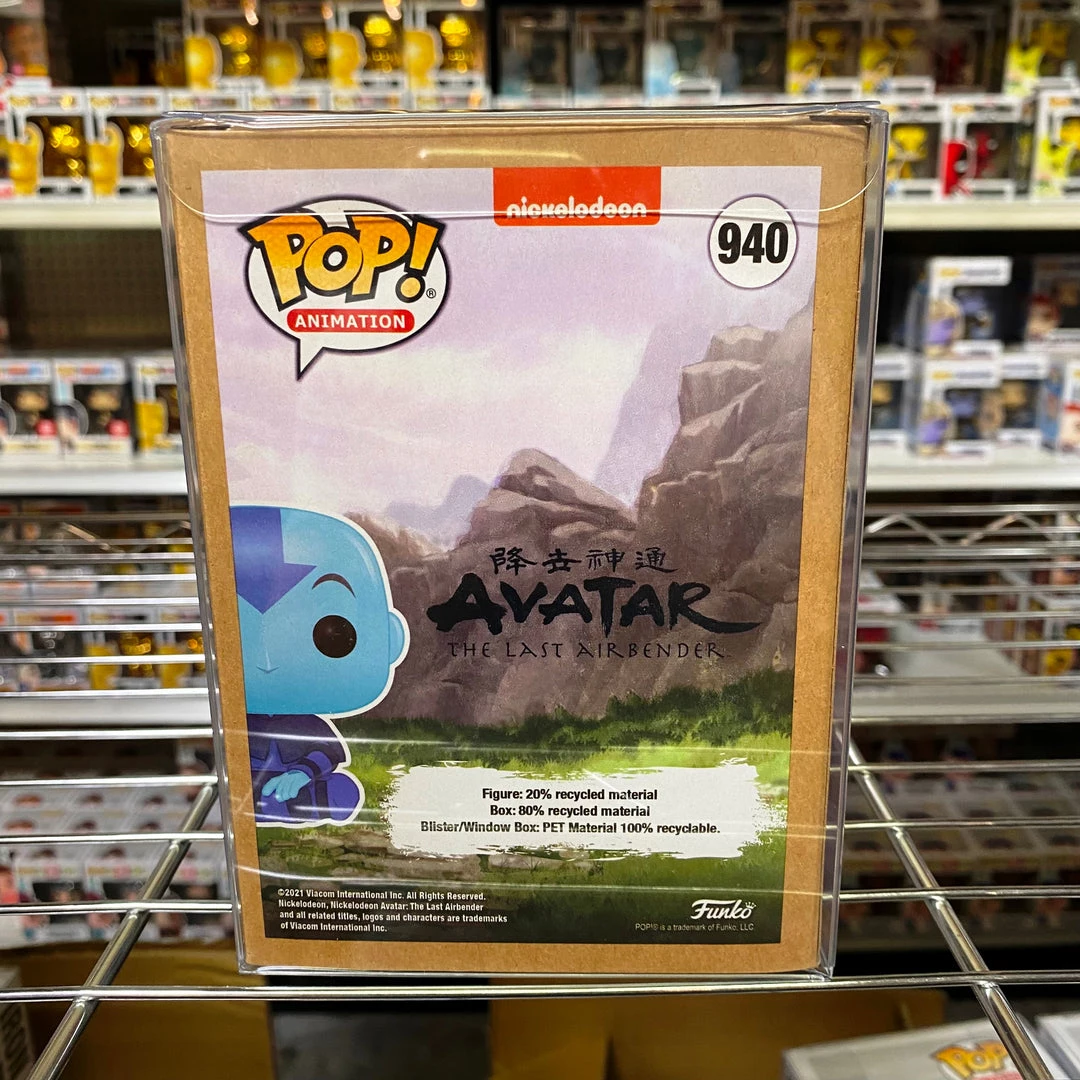 nickelodeon
POP!®
ANIMATION
940
降去神通
AVATAR
THE LAST AIRBENDER™
Figure: 20% recycled material
Box: 80% recycled material
Blister/Window Box: PET Material 100% recyclable.
©2021 Viacom International Inc. All Rights Reserved.
Nickelodeon, Nickelodeon Avatar: The Last Airbender
and all related titles, logos and characters are trademarks
of Viacom International Inc.
Funko
POP!® is a trademark of Funko, LLC
POP